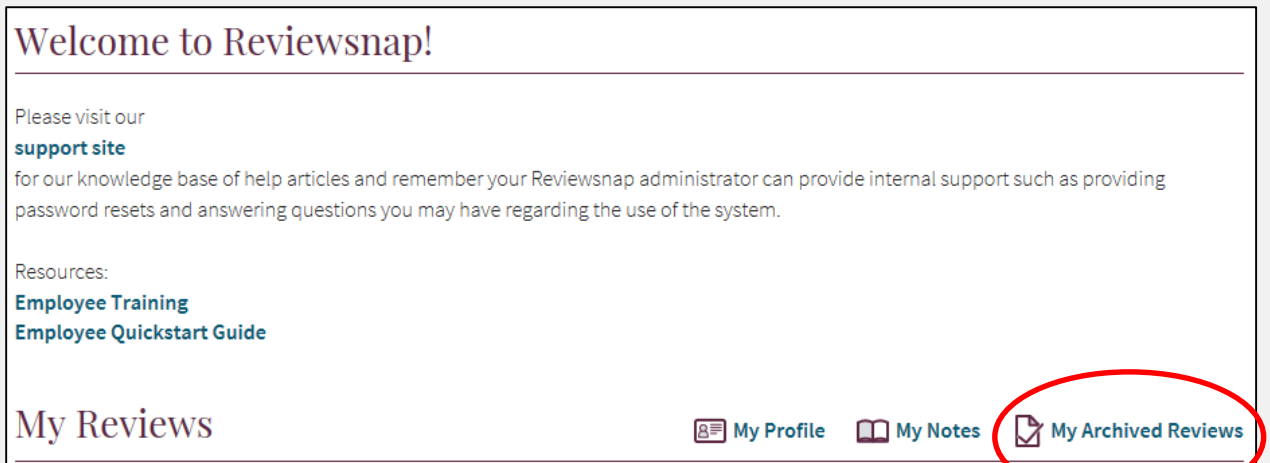 Welcome to Reviewsnap!
Please visit our
support site
for our knowledge base of help articles and remember your Reviewsnap administrator can provide internal support such as providing
password resets and answering questions you may have regarding the use of the system.
Resources:
Employee Training
Employee Quickstart Guide
My Reviews My Profile My Notes My Archived Reviews